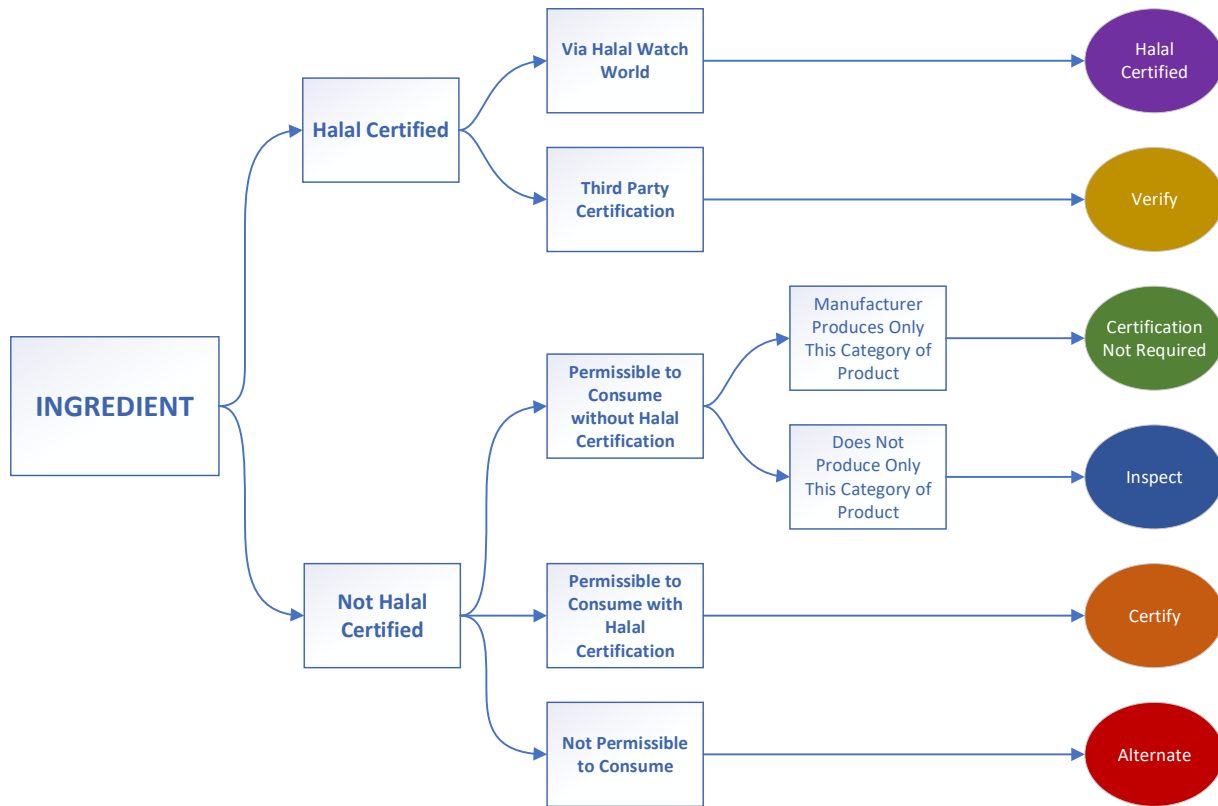 Via Halal Watch
World
Halal
Certified
Halal Certified
Third Party
Certification
Verify
Manufacturer
Produces Only
This Category of
Product
Certification
Not Required
INGREDIENT
Permissible to
Consume
without Halal
Certification
Does Not
Produce Only
This Category of
Product
Inspect
Not Halal
Certified
Permissible to
Consume with
Halal
Certification
Certify
Not Permissible
to Consume
Alternate